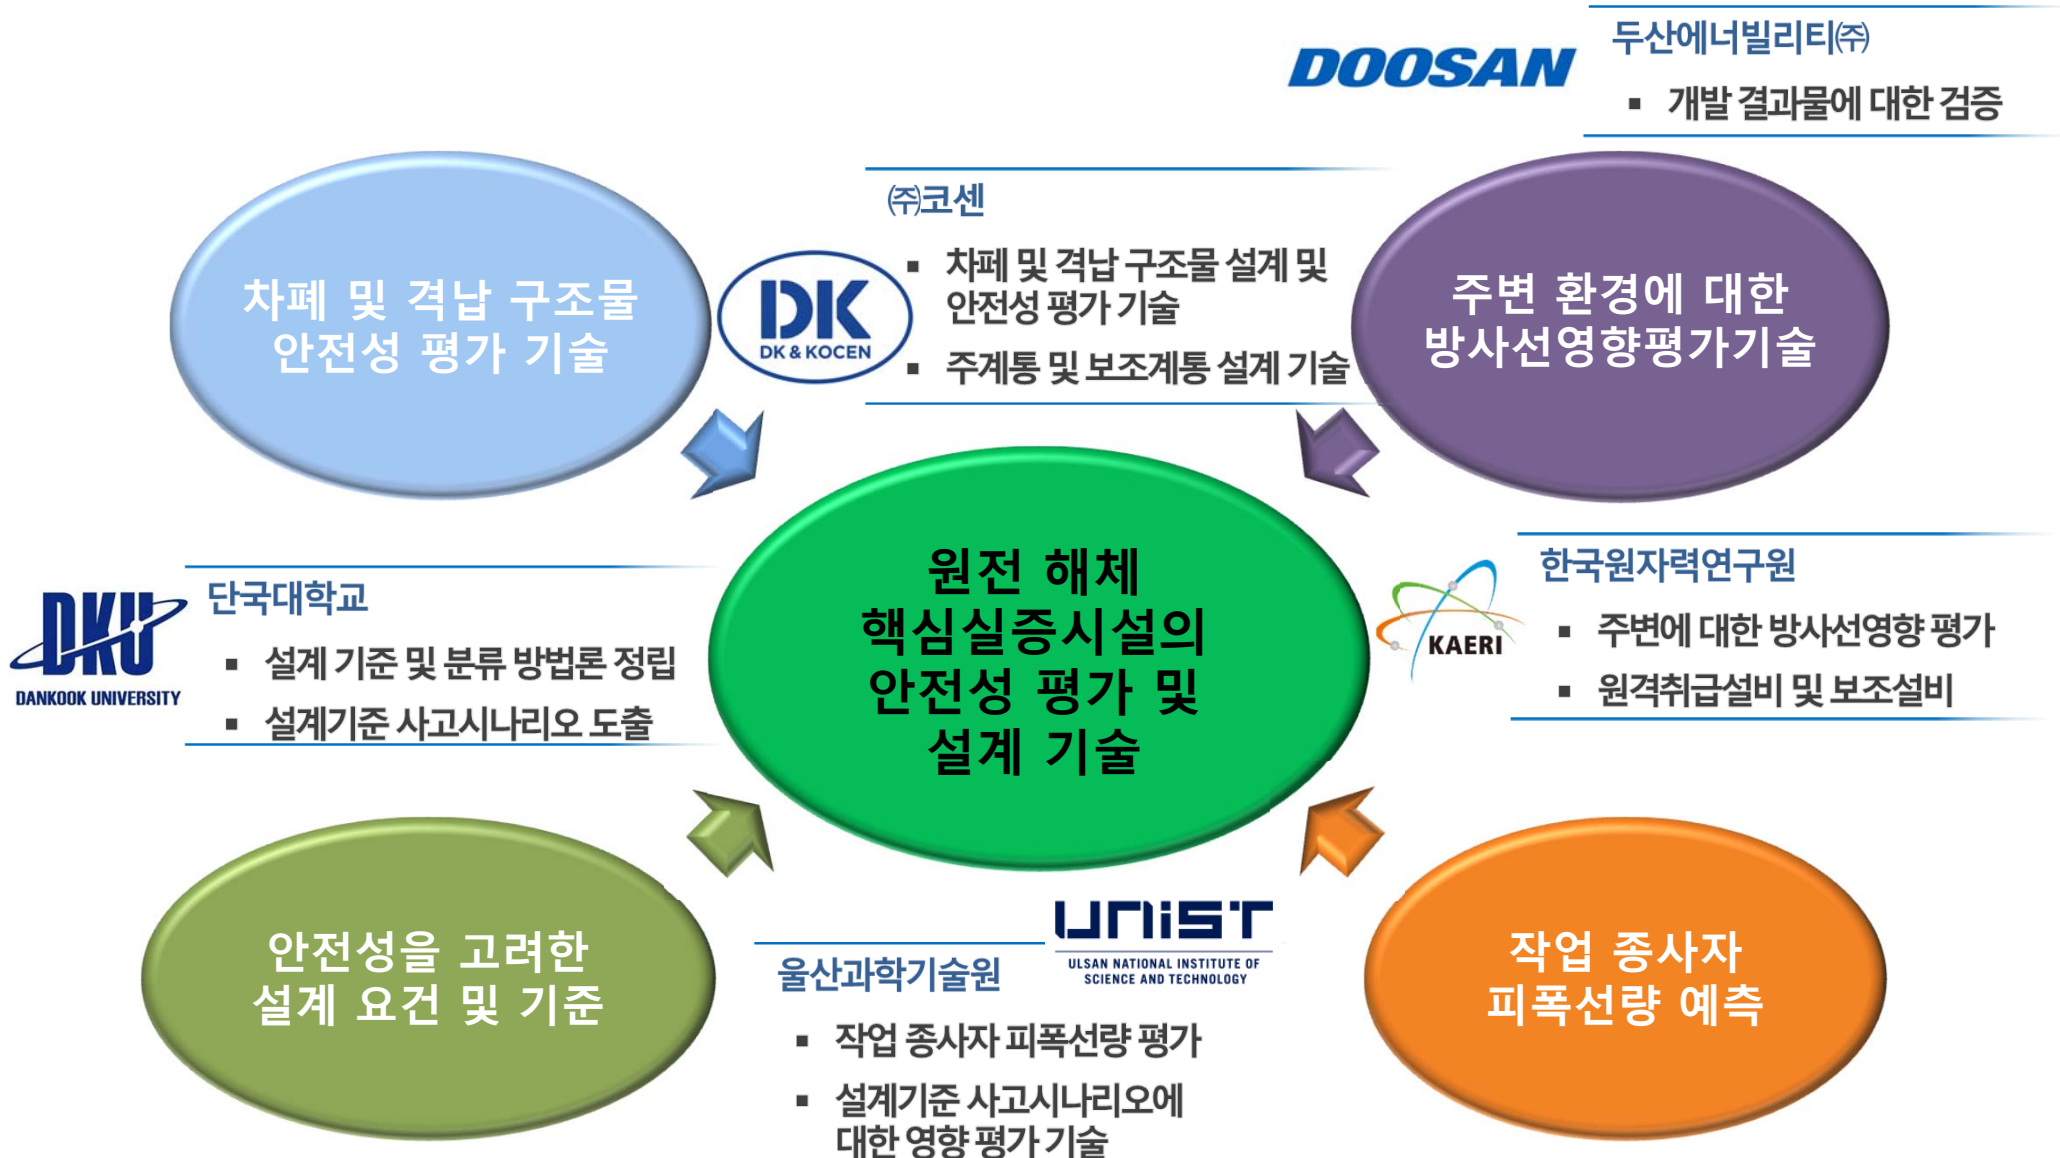 DOOSAN
두산에너빌리티㈜
▪ 개발 결과물에 대한 검증
차폐 및 격납 구조물
안전성 평가 기술
DK
DK & KOCEN
㈜코센
▪ 차폐 및 격납 구조물 설계 및
안전성 평가 기술
▪ 주계통 및 보조계통 설계 기술
주변 환경에 대한
방사선영향평가기술
DKU
DANKOOK UNIVERSITY
단국대학교
▪ 설계 기준 및 분류 방법론 정립
▪ 설계기준 사고시나리오 도출
원전 해체
핵심실증시설의
안전성 평가 및
설계 기술
KAERI
한국원자력연구원
▪ 주변에 대한 방사선영향 평가
▪ 원격취급설비 및 보조설비
안전성을 고려한
설계 요건 및 기준
UNIST
ULSAN NATIONAL INSTITUTE OF
SCIENCE AND TECHNOLOGY
울산과학기술원
▪ 작업 종사자 피폭선량 평가
▪ 설계기준 사고시나리오에
대한 영향 평가 기술
작업 종사자
피폭선량 예측